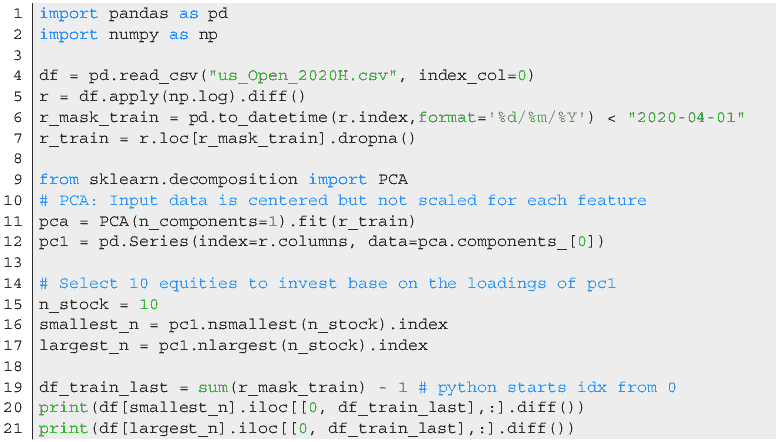 1 import pandas as pd
2 import numpy as np
3
4 df = pd.read_csv("us_Open_2020H.csv", index_col=0)
5 r = df.apply(np.log).diff()
6 r_mask_train = pd.to_datetime(r.index,format='%d/%m/%Y') < "2020-04-01"
7 r_train = r.loc[r_mask_train].dropna()
8
9 from sklearn.decomposition import PCA
10 # PCA: Input data is centered but not scaled for each feature
11 pca = PCA(n_components=1).fit(r_train)
12 pc1 = pd.Series(index=r.columns, data=pca.components_[0])
13
14 # Select 10 equities to invest base on the loadings of pc1
15 n_stock = 10
16 smallest_n = pc1.nsmallest(n_stock).index
17 largest_n = pc1.nlargest(n_stock).index
18
19 df_train_last = sum(r_mask_train) - 1 # python starts idx from 0
20 print(df[smallest_n].iloc[[0, df_train_last],:].diff())
21 print(df[largest_n].iloc[[0, df_train_last],:].diff())